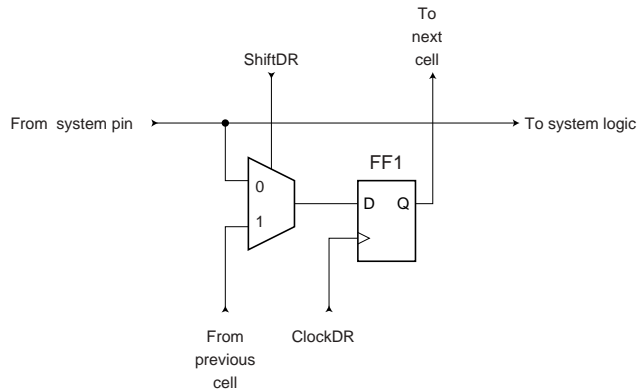 To
next
cell
ShiftDR
From system pin
To system logic
FF1
0
D Q
1
From
previous
cell
ClockDR